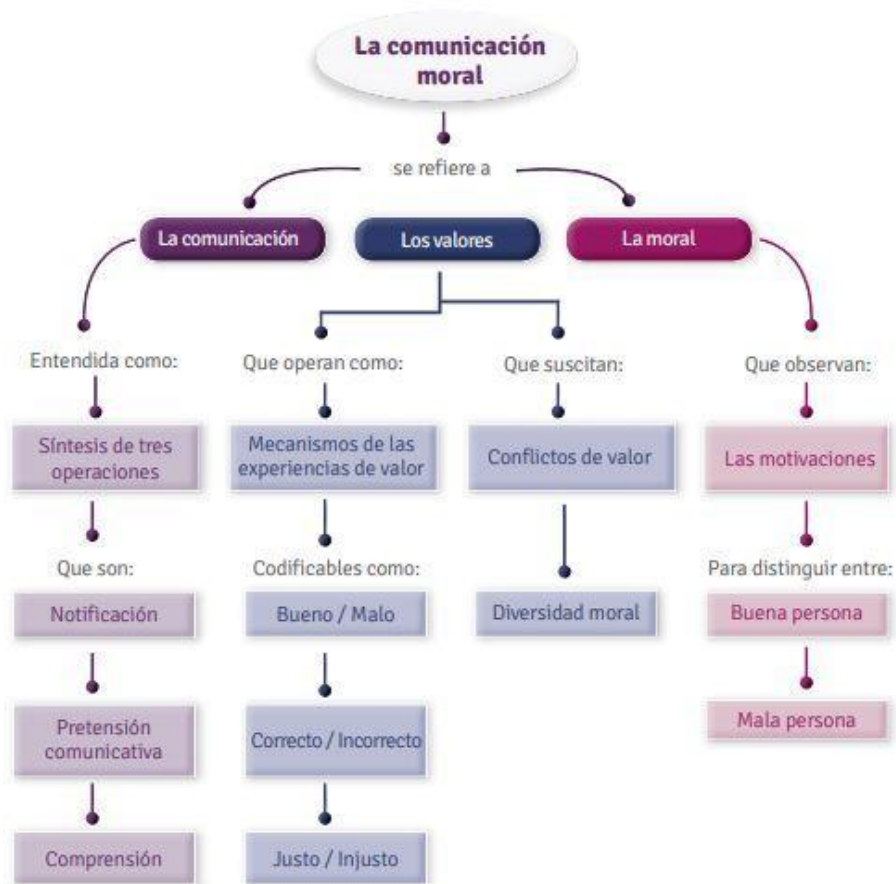 La comunicación
moral
se refiere a
La comunicación
Los valores
La moral
Entendida como:
Que operan como:
Que suscitan:
Que observan:
Síntesis de tres
operaciones
Mecanismos de las
experiencias de valor
Conflictos de valor
Las motivaciones
Que son:
Codificables como:
Para distinguir entre:
Notificación
Bueno / Malo
Diversidad moral
Buena persona
Pretensión
comunicativa
Correcto / Incorrecto
Mala persona
Comprensión
Justo / Injusto